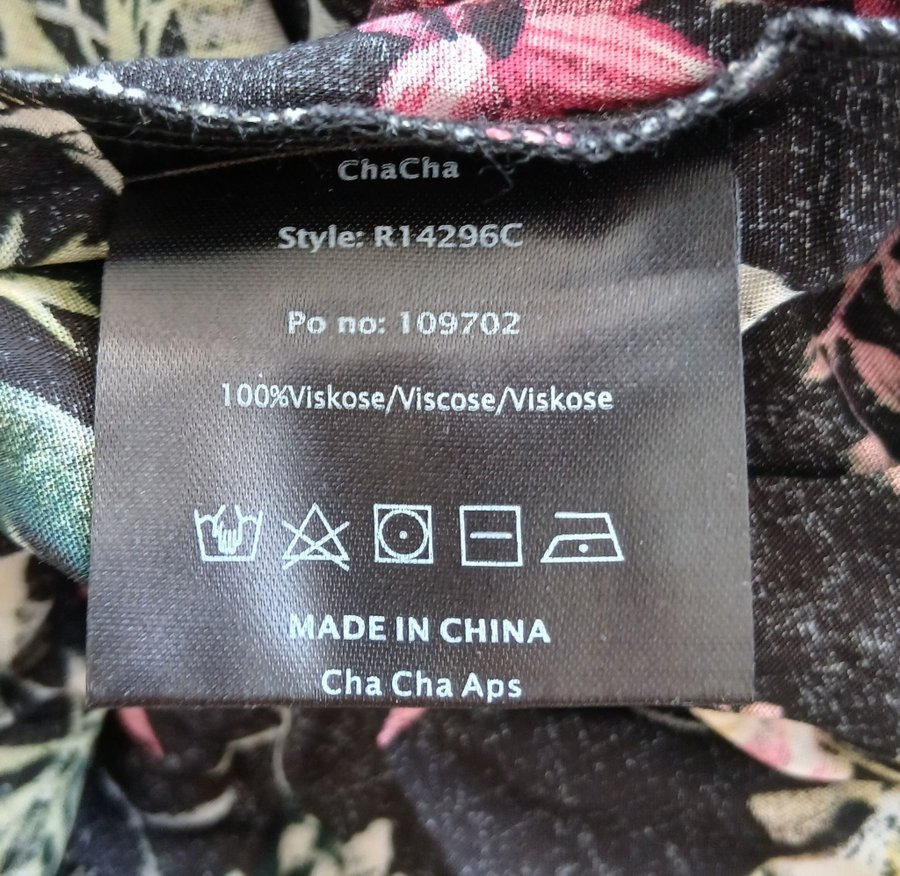 ChaCha
Style: R14296C
Po no: 109702
100%Viskose/Viscose/Viskose
MADE IN CHINA
Cha Cha Aps